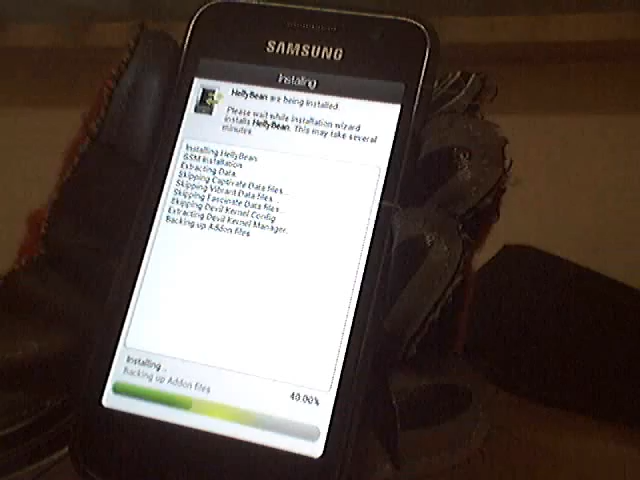 SAMSUNG
Installing
HellyBean are being installed.
Please wait while installation wizard
installs HellyBean. This may take several
minutes.
Installing HellyBean
GSM Installation
Extracting Data
Skipping Captivate Data files...
Skipping Vibrant Data files...
Skipping Fascinate Data files...
Skipping Devil Kernel Config
Extracting Devil Kernel Manager.
Backing up Addon files
Installing..
Backing up Addon files
40.00%